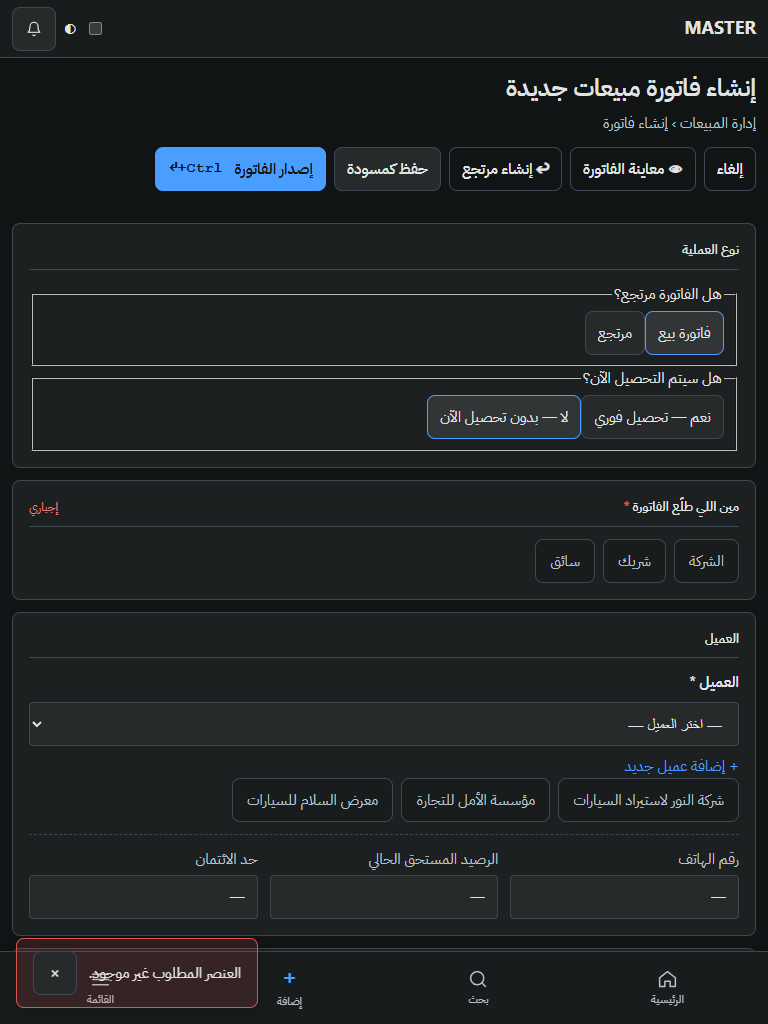 MASTER
إنشاء فاتورة مبيعات جديدة
إدارة المبيعات › إنشاء فاتورة
إلغاء
معاينة الفاتورة
إنشاء مرتجع
حفظ كمسودة
إصدار الفاتورة Ctrl+↵
نوع العملية
هل الفاتورة مرتجع؟
فاتورة بيع
مرتجع
هل سيتم التحصيل الآن؟
نعم — تحصيل فوري
لا — بدون تحصيل الآن
مين اللي طلّع الفاتورة *
إجباري
الشركة
شريك
سائق
العميل
العميل *
— اختر العميل —
+ إضافة عميل جديد
شركة النور لاستيراد السيارات
مؤسسة الأمل للتجارة
معرض السلام للسيارات
رقم الهاتف
الرصيد المستحق الحالي
حد الائتمان
—
—
—
العنصر المطلوب غير موجود.
×
الرئيسية
بحث
+
إضافة
القائمة